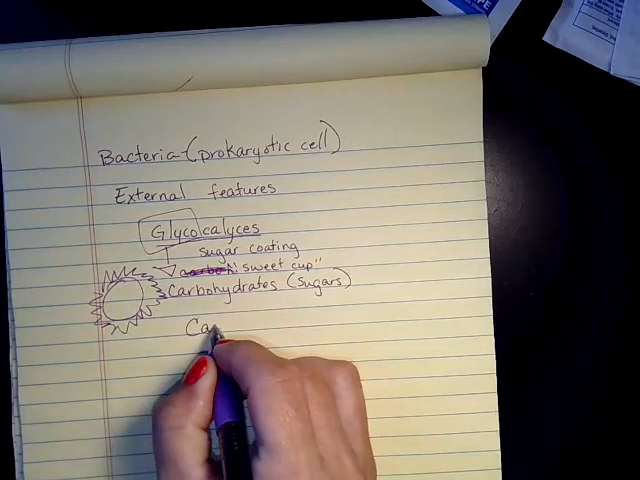 Bacteria-(prokaryotic cell)
External features
Glycocalyces
sugar coating
"sweet cup"
Carbohydrates (sugars)
Ca